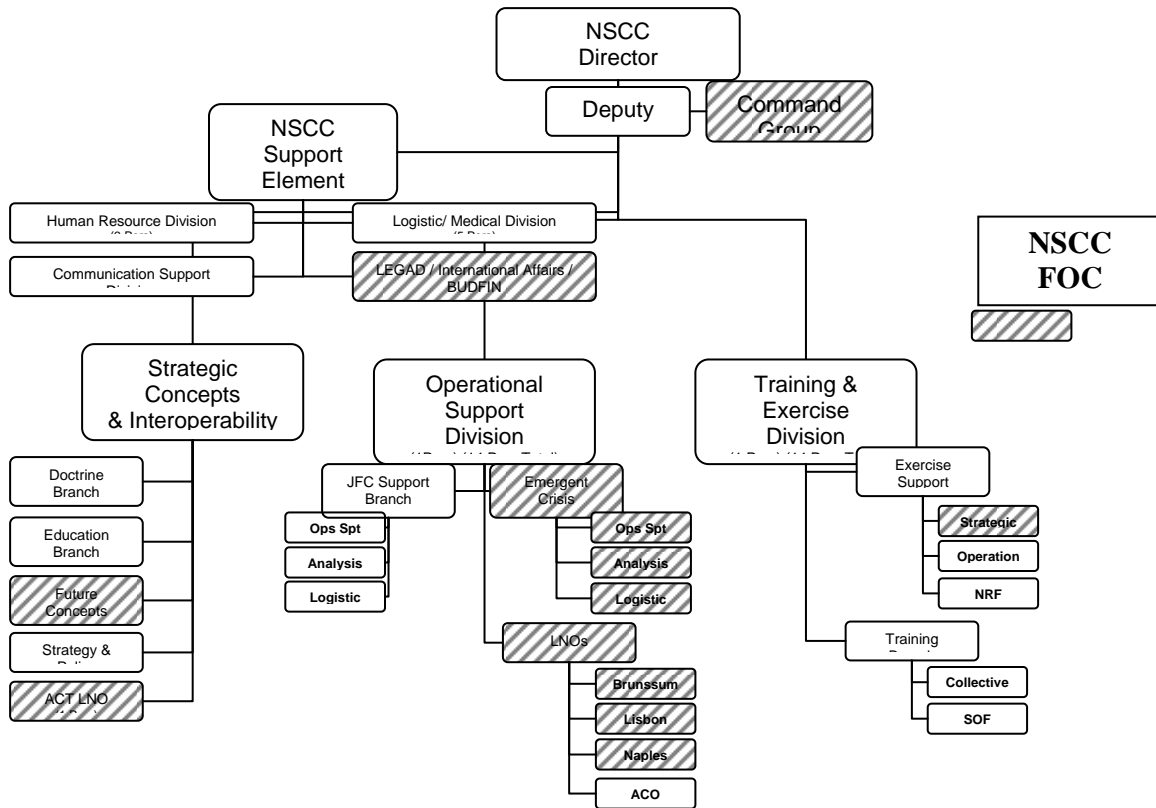 NSCC
Director
Deputy
Command
Group
NSCC
Support
Element
Human Resource Division
Logistic/ Medical Division
Communication Support
LEGAD / International Affairs /
BUDFIN
NSCC
FOC
Strategic
Concepts
& Interoperability
Operational
Support
Division
Training &
Exercise
Division
Doctrine
Branch
Education
Branch
Future
Concepts
Strategy &
ACT LNO
JFC Support
Branch
Ops Spt
Analysis
Logistic
Emergent
Crisis
Ops Spt
Analysis
Logistic
LNOs
Brunssum
Lisbon
Naples
ACO
Exercise
Support
Strategic
Operation
NRF
Training
Collective
SOF